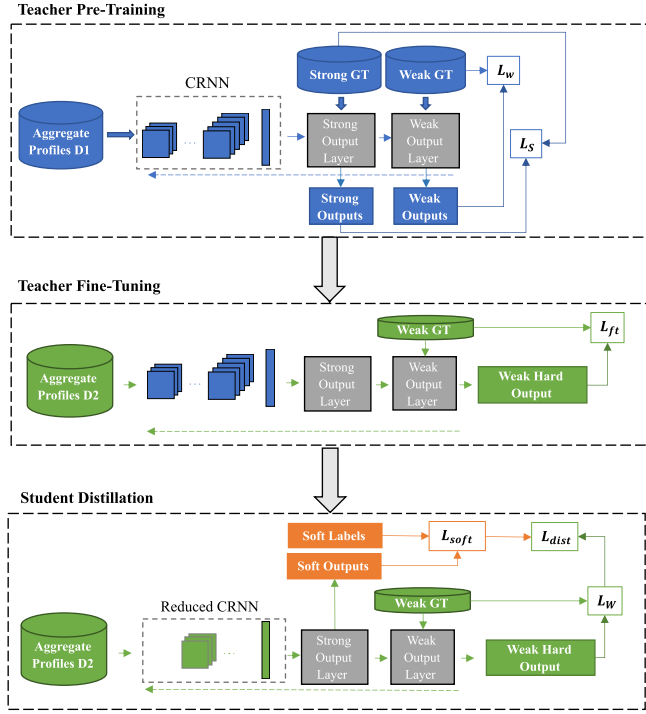 Teacher Pre-Training
CRNN
Strong GT
Weak GT
L_w
Aggregate
Profiles D1
...
Strong
Output
Layer
Weak
Output
Layer
L_S
Strong
Outputs
Weak
Outputs
Teacher Fine-Tuning
Weak GT
L_ft
Aggregate
Profiles D2
...
Strong
Output
Layer
Weak
Output
Layer
Weak Hard
Output
Student Distillation
Soft Labels
L_soft
L_dist
Soft Outputs
Reduced CRNN
Weak GT
L_W
Aggregate
Profiles D2
...
Strong
Output
Layer
Weak
Output
Layer
Weak Hard
Output